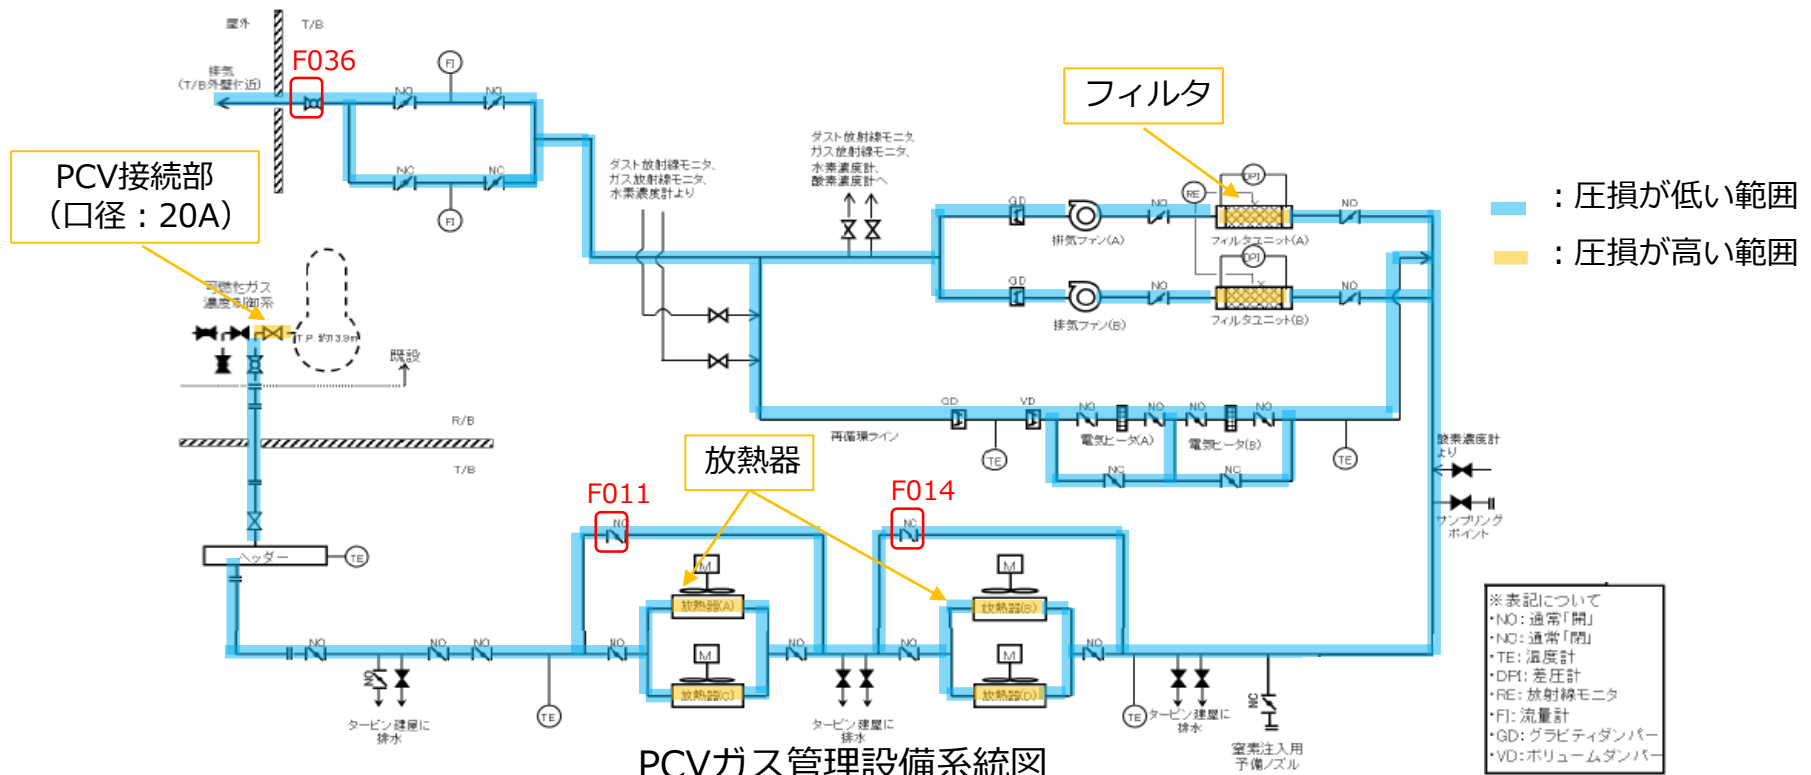 屋外
T/B
F036
排気
(T/B外壁付近)
FI
NO
NO
NC
NC
FI
PCV接続部
（口径：20A）
可燃性ガス
濃度制御系
T.P.約13.9m
既設
R/B
T/B
ヘッダー
TE
ダスト放射線モニタ、
ガス放射線モニタ、
水素濃度計より
ダスト放射線モニタ
ガス放射線モニタ、
水素濃度計、
酸素濃度計へ
フィルタ
GD
排気ファン(A)
NO
RE
DPI
フィルタユニット(A)
NO
GD
排気ファン(B)
NO
DPI
フィルタユニット(B)
NO
：圧損が低い範囲
：圧損が高い範囲
再循環ライン
GD
VD
TE
NO
NO
NO
NO
電気ヒータ(A)
電気ヒータ(B)
NC
NC
TE
酸素濃度計
より
サンプリング
ポイント
放熱器
F011
NC
F014
NC
M
放熱器(A)
M
放熱器(B)
M
放熱器(C)
M
放熱器(D)
NO
NO
NO
NO
NO
NO
NO
NO
TE
TE
タービン建屋に
排水
タービン建屋に
排水
タービン建屋に
排水
NC
窒素注入用
予備ノズル
※表記について
・NO：通常「開」
・NC：通常「閉」
・TE：温度計
・DPI：差圧計
・RE：放射線モニタ
・FI：流量計
・GD：グラビティダンパー
・VD：ボリュームダンパー
PCVガス管理設備系統図